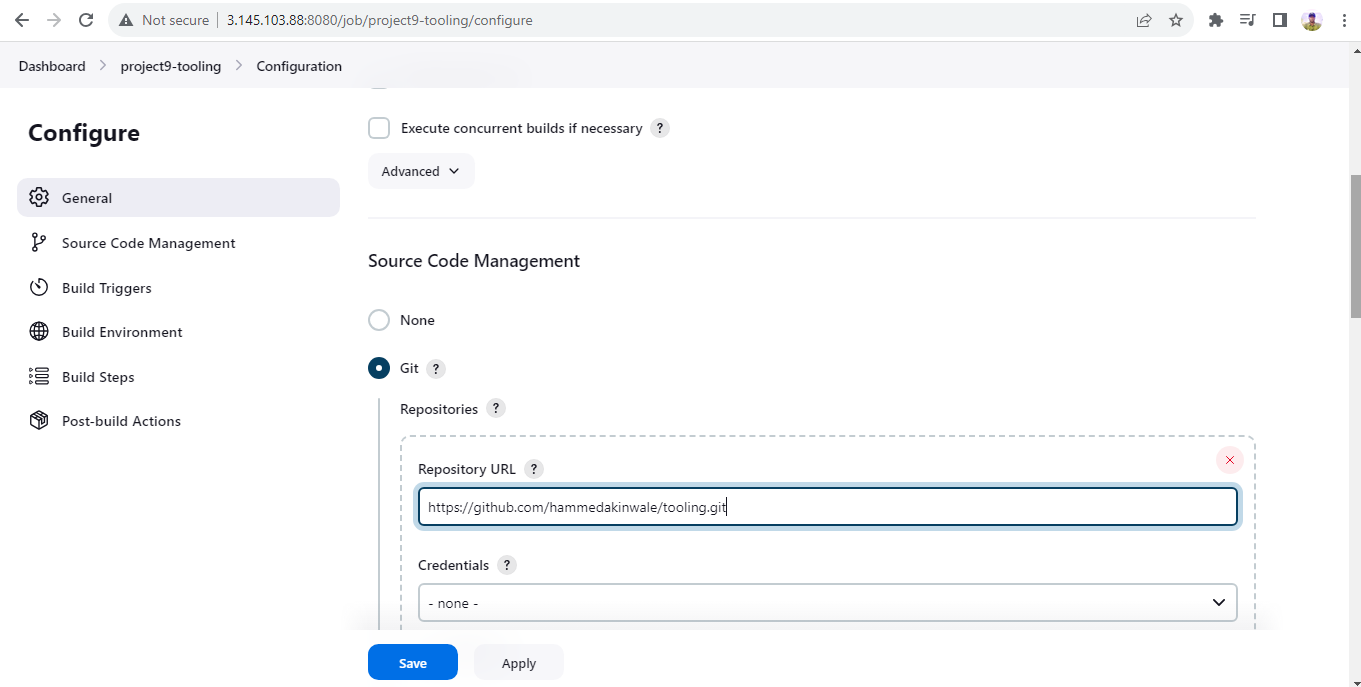 Not secure | 3.145.103.88:8080/job/project9-tooling/configure
Dashboard > project9-tooling > Configuration
Configure
General
Source Code Management
Build Triggers
Build Environment
Build Steps
Post-build Actions
Execute concurrent builds if necessary ?
Advanced
Source Code Management
None
Git ?
Repositories ?
Repository URL ?
https://github.com/hammedakinwale/tooling.git
Credentials ?
- none -
Save Apply